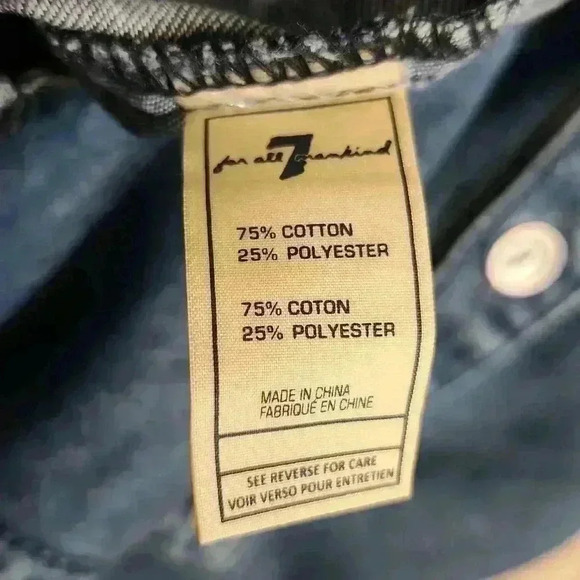 for all 7 mankind
75% COTTON
25% POLYESTER
75% COTON
25% POLYESTER
MADE IN CHINA
FABRIQUÉ EN CHINE
SEE REVERSE FOR CARE
VOIR VERSO POUR ENTRETIEN